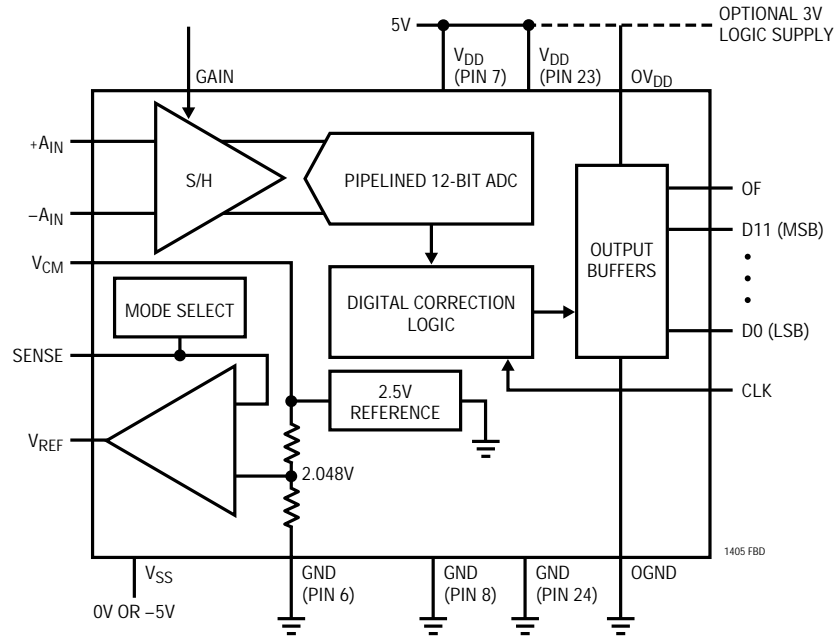 5V
OPTIONAL 3V
LOGIC SUPPLY
GAIN
VDD
(PIN 7)
VDD
(PIN 23)
OVDD
+AIN
–AIN
S/H
PIPELINED 12-BIT ADC
OUTPUT
BUFFERS
OF
D11 (MSB)
•
•
•
D0 (LSB)
CLK
VCM
MODE SELECT
DIGITAL CORRECTION
LOGIC
SENSE
2.5V
REFERENCE
VREF
2.048V
1405 FBD
VSS
0V OR –5V
GND
(PIN 6)
GND
(PIN 8)
GND
(PIN 24)
OGND